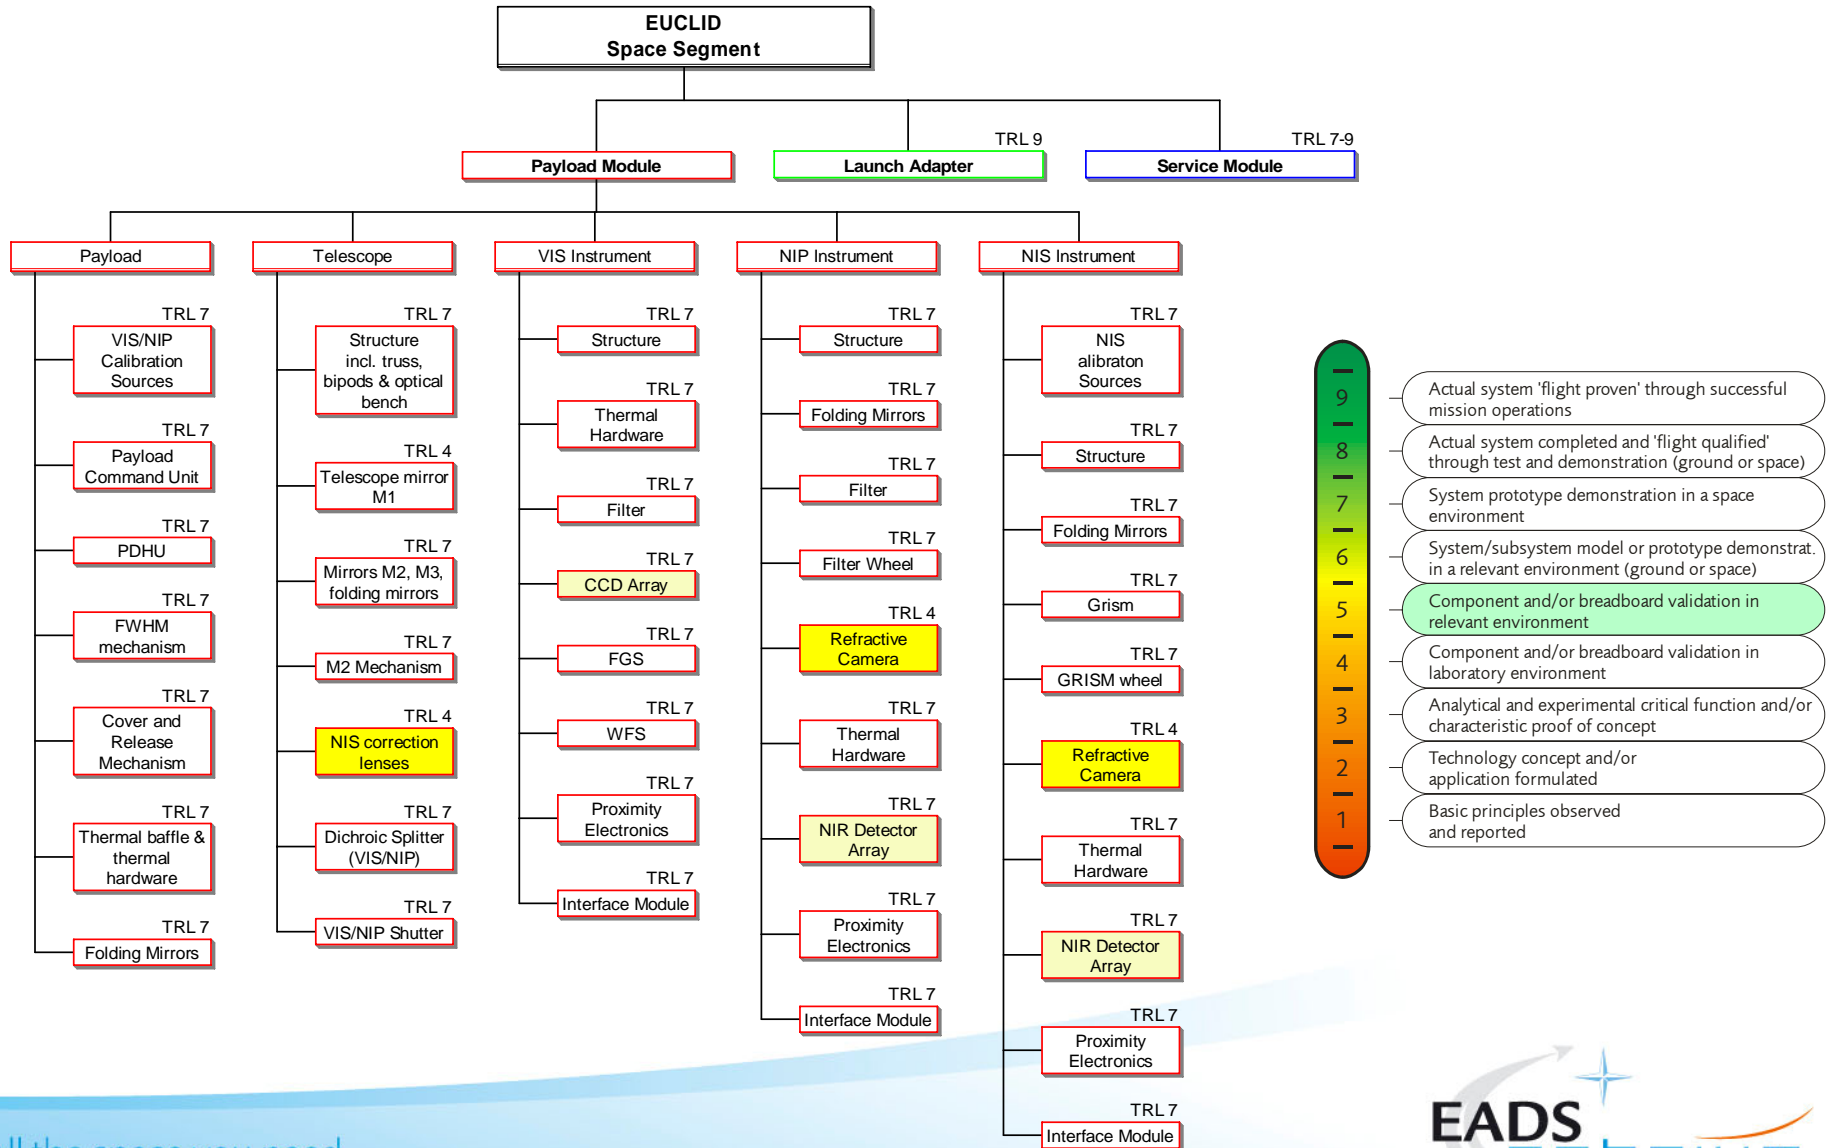 EUCLID
Space Segment
Payload Module
TRL 9
Launch Adapter
TRL 7-9
Service Module
Payload
TRL 7
VIS/NIP
Calibration
Sources
TRL 7
Payload
Command Unit
TRL 7
PDHU
TRL 7
FWHM
mechanism
TRL 7
Cover and
Release
Mechanism
TRL 7
Thermal baffle &
thermal
hardware
TRL 7
Folding Mirrors
Telescope
TRL 7
Structure
incl. truss,
bipods & optical
bench
TRL 4
Telescope mirror
M1
TRL 7
Mirrors M2, M3,
folding mirrors
TRL 7
M2 Mechanism
TRL 4
NIS correction
lenses
TRL 7
Dichroic Splitter
(VIS/NIP)
TRL 7
VIS/NIP Shutter
VIS Instrument
TRL 7
Structure
TRL 7
Thermal
Hardware
TRL 7
Filter
TRL 7
CCD Array
TRL 7
FGS
TRL 7
WFS
TRL 7
Proximity
Electronics
TRL 7
Interface Module
NIP Instrument
TRL 7
Structure
TRL 7
Folding Mirrors
TRL 7
Filter
TRL 7
Filter Wheel
TRL 4
Refractive
Camera
TRL 7
Thermal
Hardware
TRL 7
NIR Detector
Array
TRL 7
Proximity
Electronics
TRL 7
Interface Module
NIS Instrument
TRL 7
NIS
alibraton
Sources
TRL 7
Structure
TRL 7
Folding Mirrors
TRL 7
Grism
TRL 7
GRISM wheel
TRL 4
Refractive
Camera
TRL 7
Thermal
Hardware
TRL 7
NIR Detector
Array
TRL 7
Proximity
Electronics
TRL 7
Interface Module
9
Actual system 'flight proven' through successful
mission operations
8
Actual system completed and 'flight qualified'
through test and demonstration (ground or space)
7
System prototype demonstration in a space
environment
6
System/subsystem model or prototype demonstrat.
in a relevant environment (ground or space)
5
Component and/or breadboard validation in
relevant environment
4
Component and/or breadboard validation in
laboratory environment
3
Analytical and experimental critical function and/or
characteristic proof of concept
2
Technology concept and/or
application formulated
1
Basic principles observed
and reported
the space you need
EADS